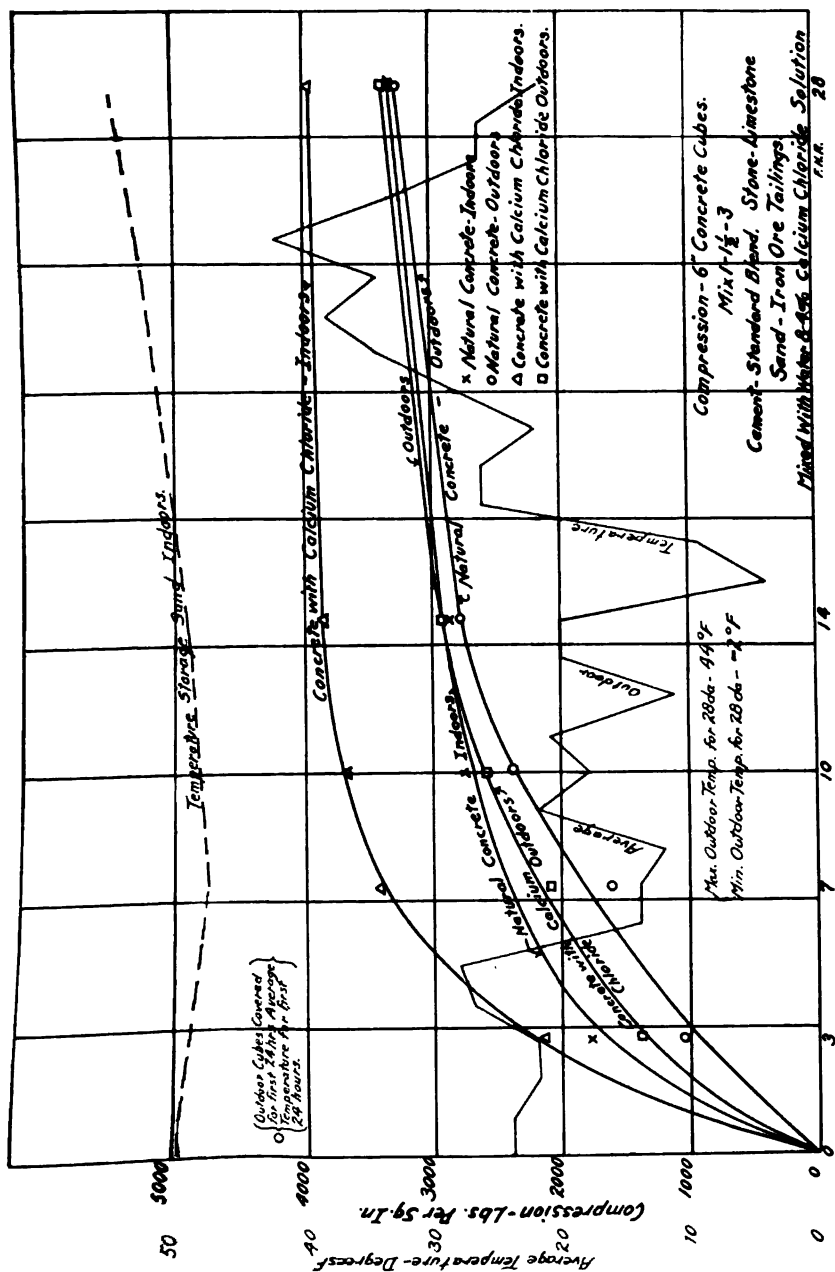 Temperature Storage Sand Indoors.
Concrete with Calcium Chloride - Indoors
Outdoors
Natural Concrete - Outdoors
Natural Concrete Indoors
Concrete with Calcium Outdoors
Chloride
Average
Outdoor
Temperature
Outdoor Cubes Covered
for first 24 hrs Average
Temperature for first
24 hours.
x Natural Concrete-Indoors
o Natural Concrete-Outdoors
△ Concrete with Calcium Chloride Indoors.
□ Concrete with Calcium Chloride Outdoors.
Compression-6" Concrete Cubes.
Mix 1-1½-3
Cement-Standard Blend. Stone-Limestone
Sand-Iron Ore Tailings.
Mixed With Water & 4% Calcium Chloride Solution
Max. Outdoor Temp. for 28 da - 44°F
Min. Outdoor Temp. for 28 da - -2°F
F.N.R.
Average Temperature-Degrees F
50
40
30
20
10
0
Compression-Lbs. Per Sq. In.
5000
4000
3000
2000
1000
0
0
3
7
10
14
28